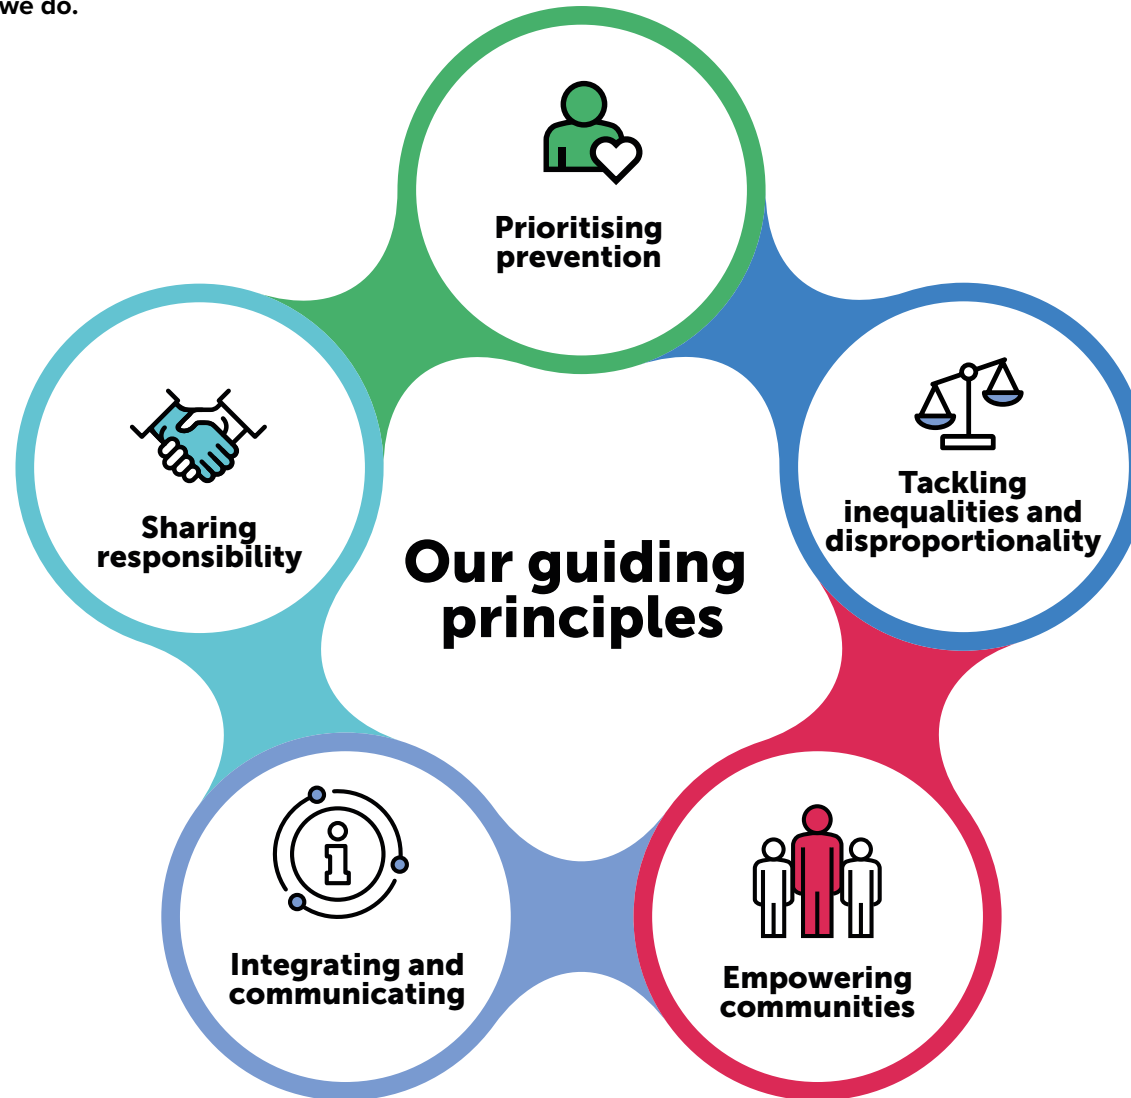 we do.
Prioritising
prevention
Tackling
inequalities and
disproportionality
Sharing
responsibility
Our guiding
principles
Integrating and
communicating
Empowering
communities